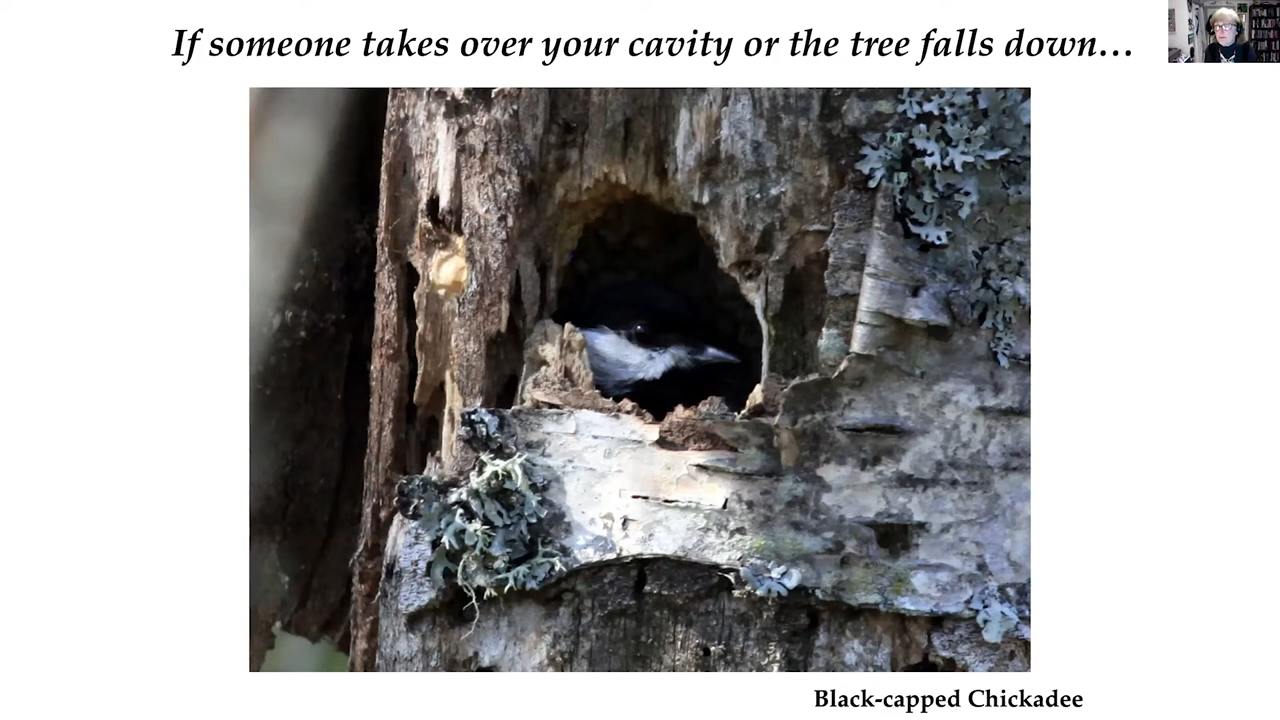 If someone takes over your cavity or the tree falls down…
Black-capped Chickadee